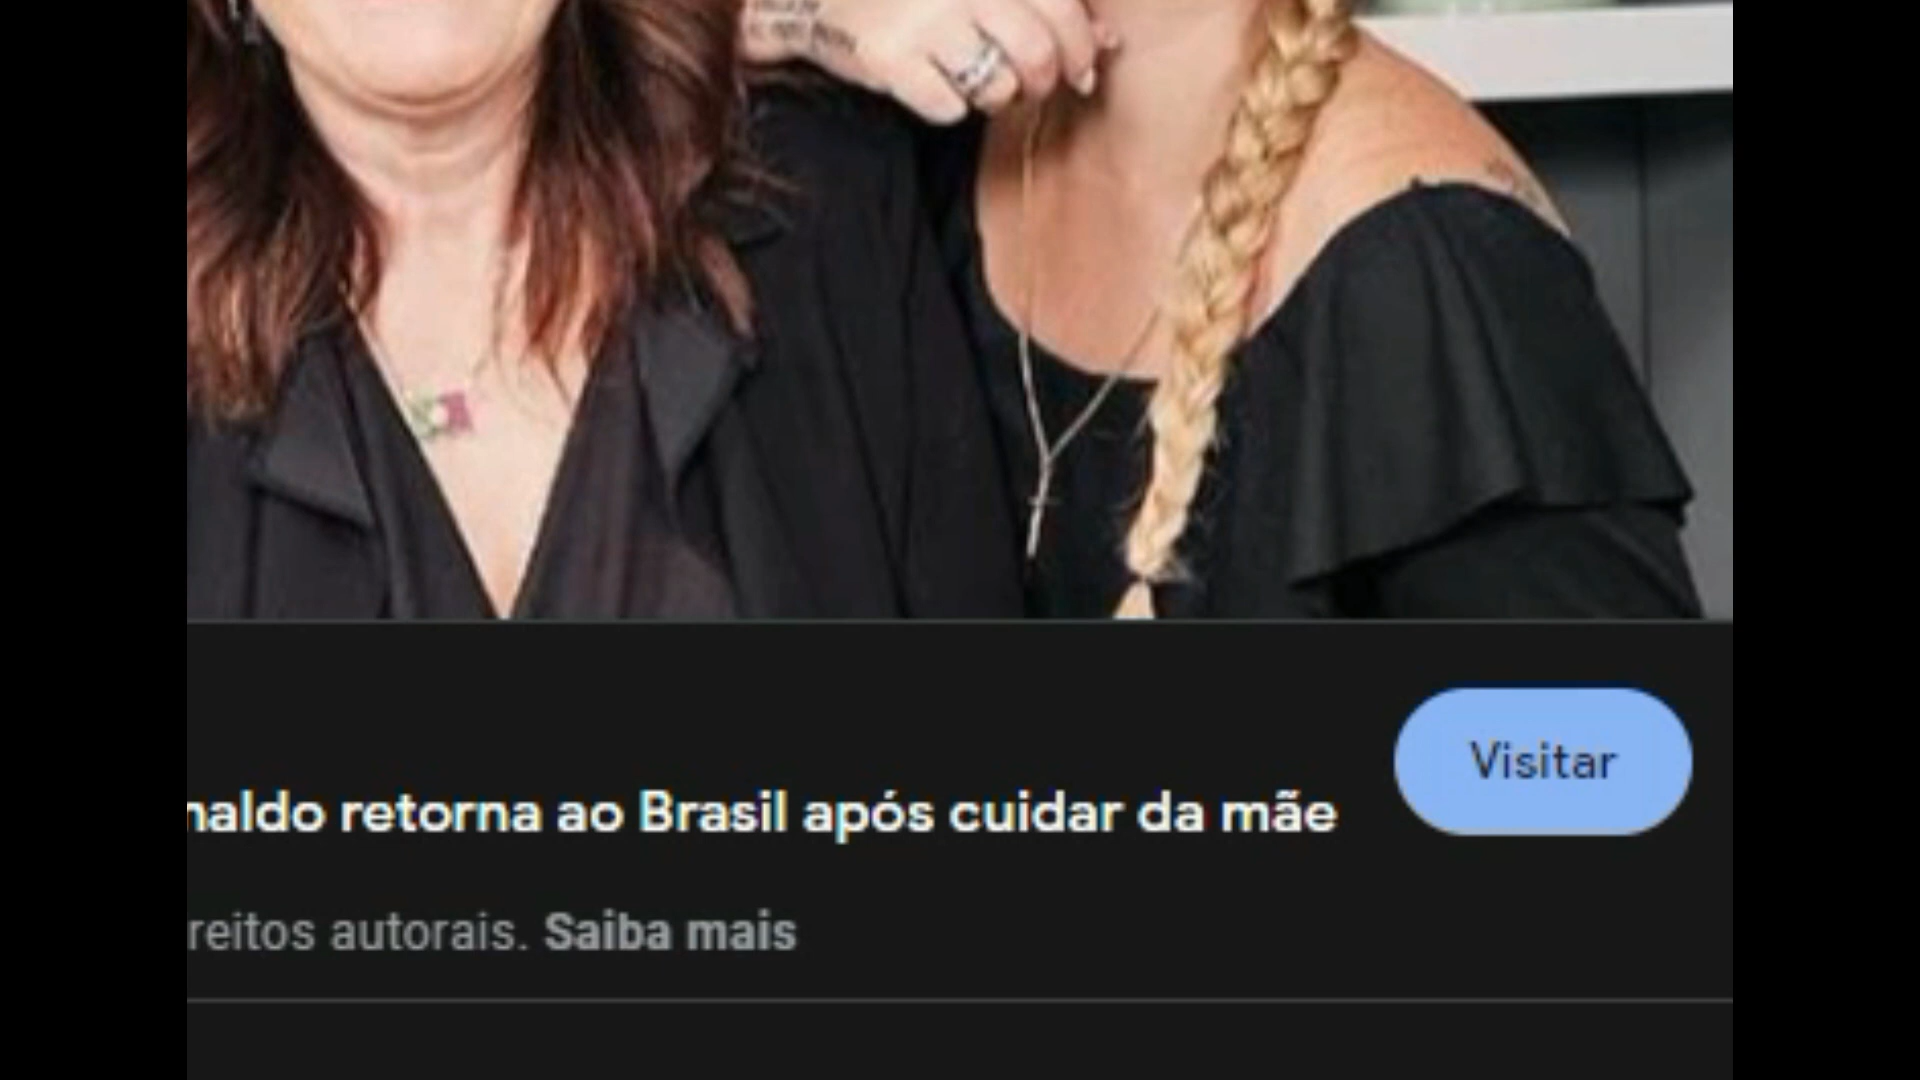 Visitar
naldo retorna ao Brasil após cuidar da mãe
reitos autorais. Saiba mais